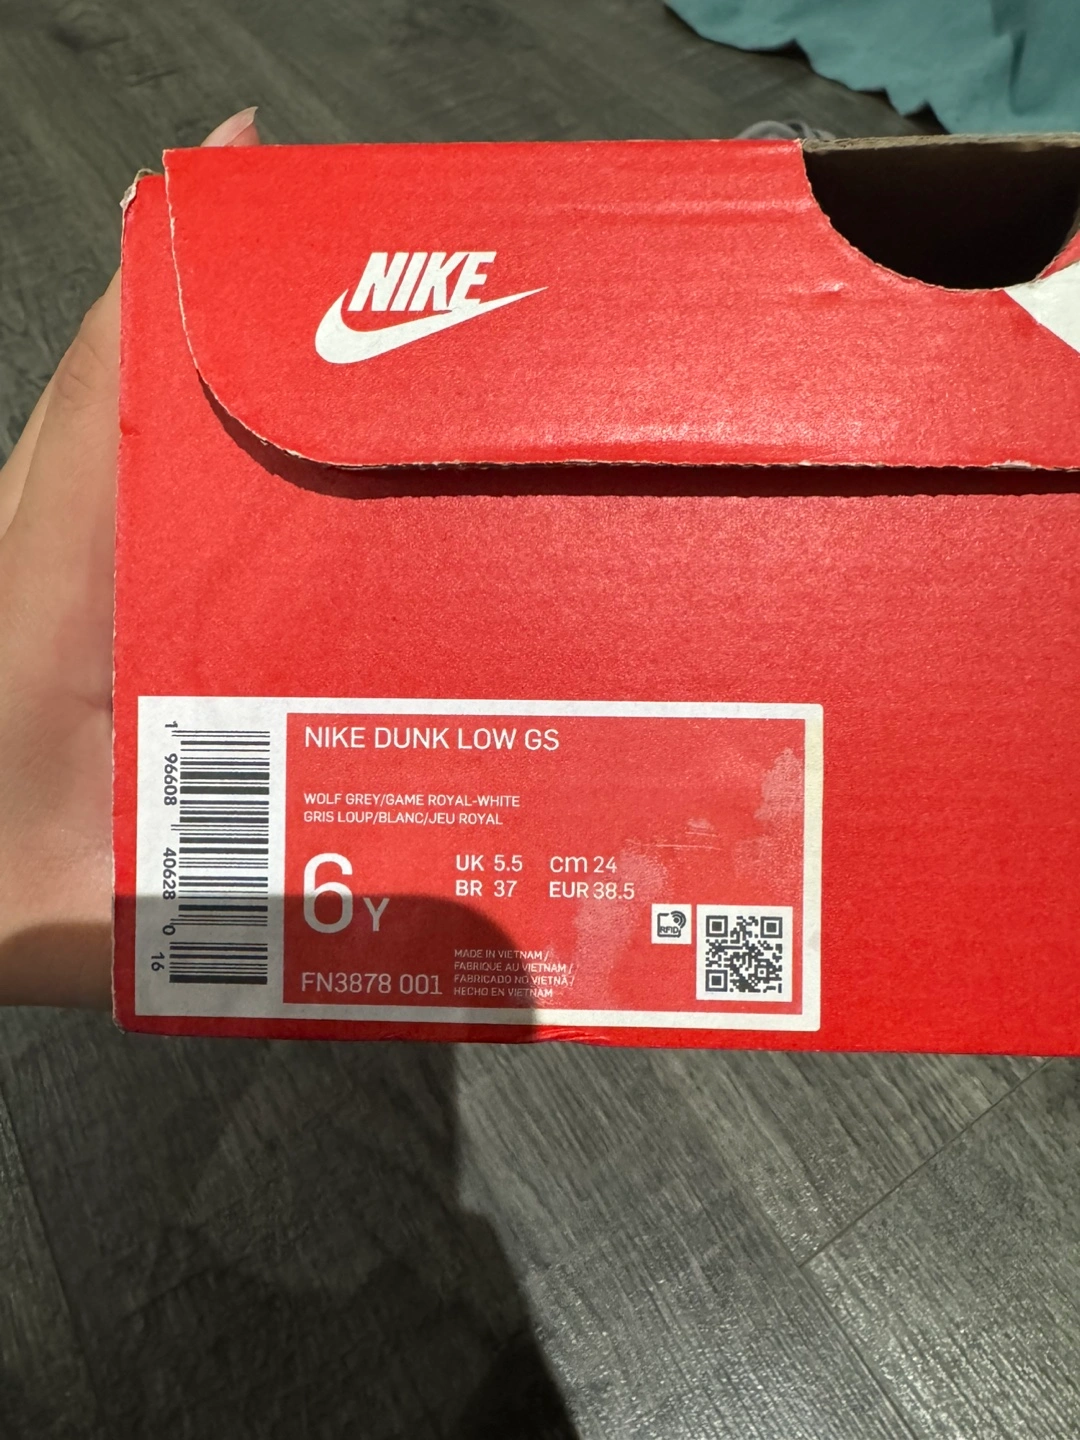 NIKE
NIKE DUNK LOW GS
WOLF GREY/GAME ROYAL-WHITE
GRIS LOUP/BLANC/JEU ROYAL
6Y
UK 5.5 cm 24
BR 37 EUR 38.5
RFID
FN3878 001
MADE IN VIETNAM/
FABRIQUE AU VIETNAM/
FABRICADO NO VIETNÃ/
HECHO EN VIETNAM
1 96608 40628 0 16